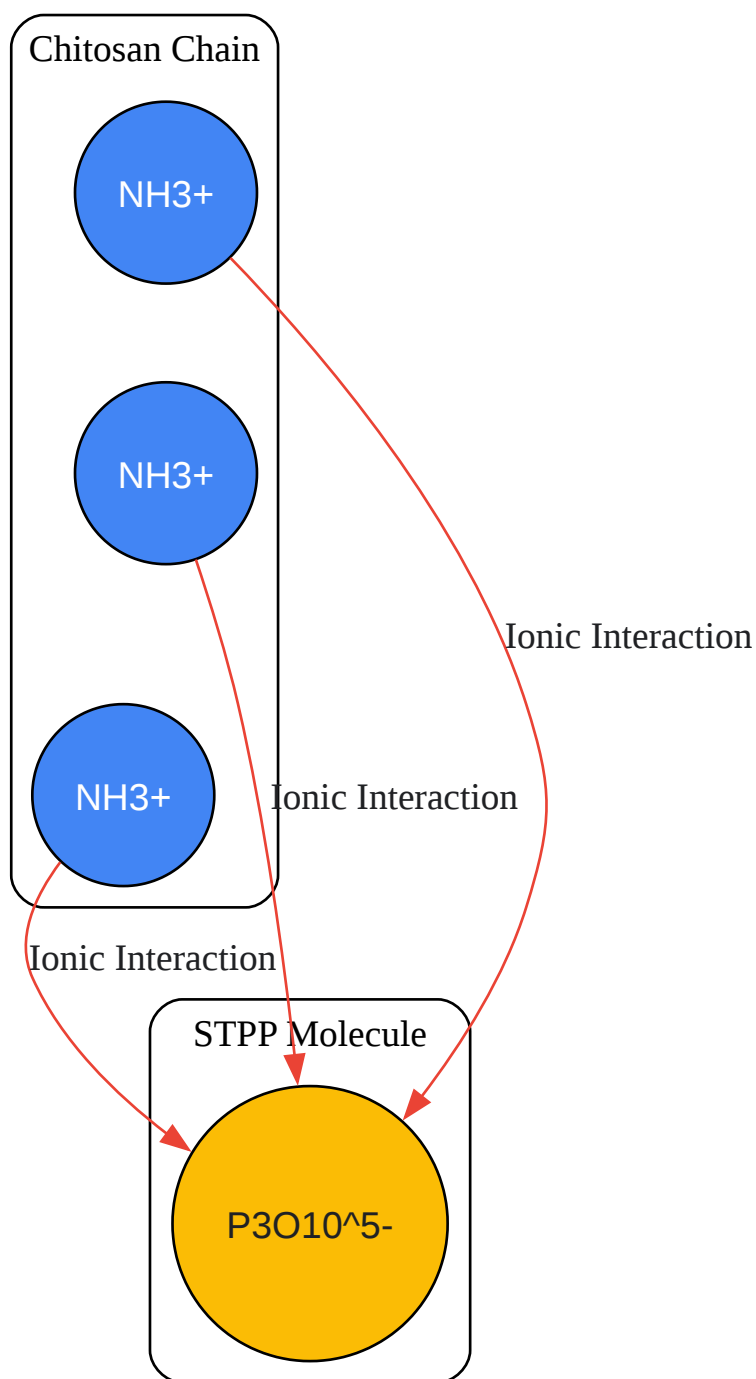 Chitosan Chain
NH3+
NH3+
Ionic Interaction
NH3+
Ionic Interaction
Ionic Interaction
STPP Molecule
P3O10^5-